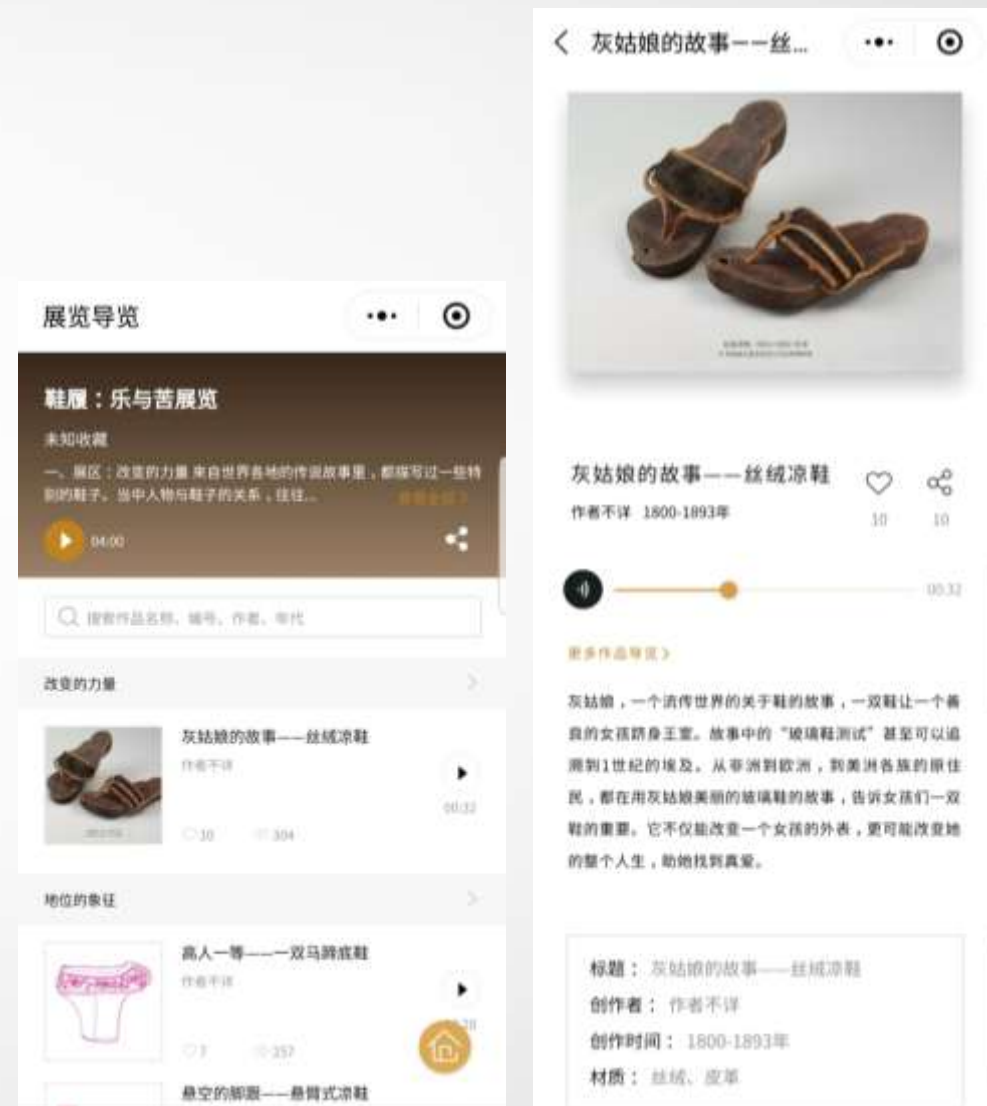 展览导览
鞋履：乐与苦展览
未知收藏
一、展区：改变的力量 来自世界各地的传说故事里，都描写过一些特
别的鞋子。当中人物与鞋子的关系，往往...
04:00
搜索作品名称、编号、作者、年代
改变的力量
灰姑娘的故事——丝绒凉鞋
作者不详
00:32
10 304
地位的象征
高人一等——一双马蹄底鞋
作者不详
7 357
悬空的脚跟——悬臂式凉鞋
灰姑娘的故事——丝...
灰姑娘的故事——丝绒凉鞋
作者不详 1800-1893年
10 10
00:32
更多作品导览
灰姑娘，一个流传世界的关于鞋的故事，一双鞋让一个善
良的女孩跻身王室。故事中的“玻璃鞋测试”甚至可以追
溯到1世纪的埃及。从非洲到欧洲，到美洲各族的原住
民，都在用灰姑娘美丽的玻璃鞋的故事，告诉女孩们一双
鞋的重要。它不仅能改变一个女孩的外表，更可能改变她
的整个人生，助她找到真爱。
标题： 灰姑娘的故事——丝绒凉鞋
创作者： 作者不详
创作时间： 1800-1893年
材质： 丝绒、皮革